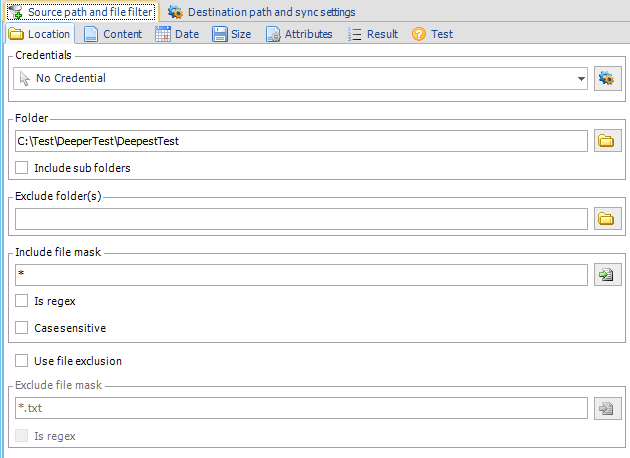 Source path and file filter Destination path and sync settings
Location Content Date Size Attributes Result Test
Credentials
No Credential
Folder
C:\Test\DeeperTest\DeepestTest
Include sub folders
Exclude folder(s)
Include file mask
*
Is regex
Case sensitive
Use file exclusion
Exclude file mask
*.txt
Is regex